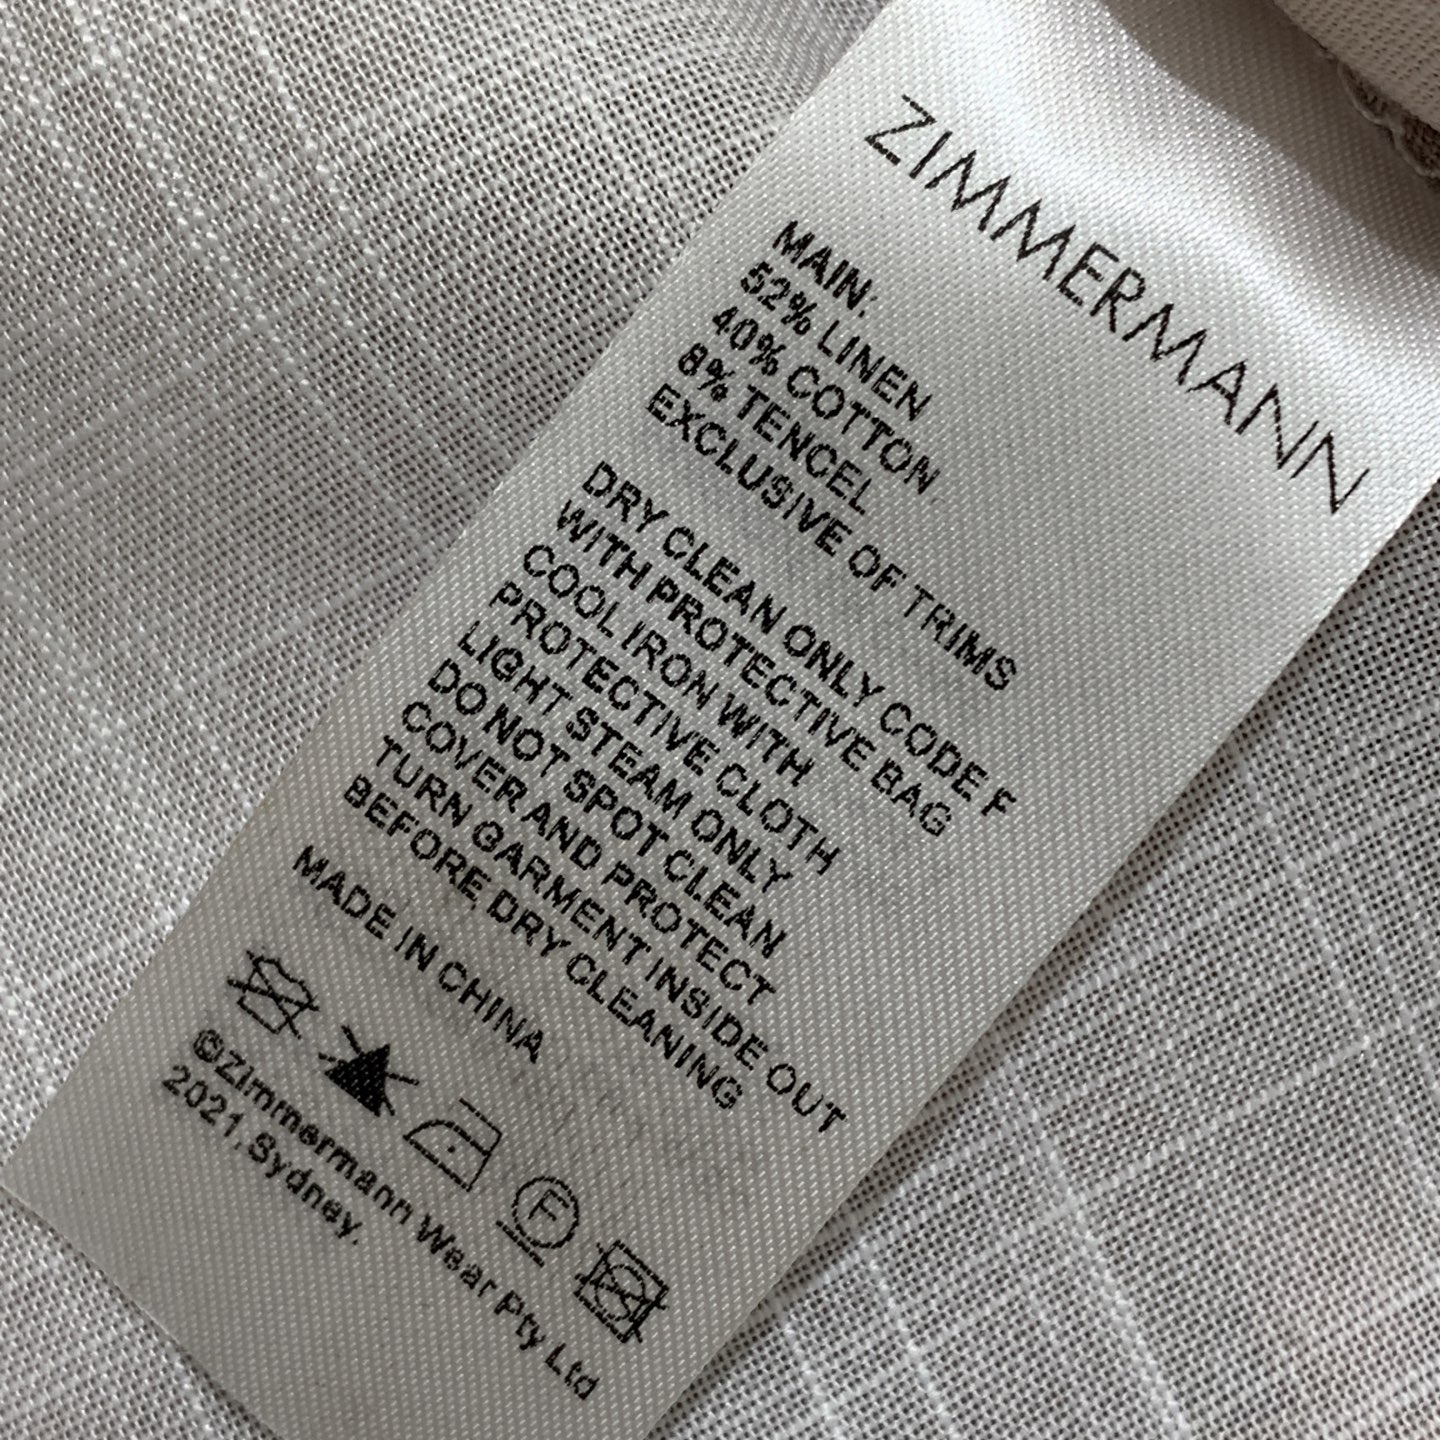 ZIMMERMANN
MAIN:
52% LINEN
40% COTTON
8% TENCEL
EXCLUSIVE OF TRIMS
DRY CLEAN ONLY CODE F
WITH PROTECTIVE BAG
COOL IRON WITH
PROTECTIVE CLOTH
LIGHT STEAM ONLY
DO NOT SPOT CLEAN
COVER AND PROTECT
TURN GARMENT INSIDE OUT
BEFORE DRY CLEANING
MADE IN CHINA
F
©Zimmermann Wear Pty Ltd
2021, Sydney.